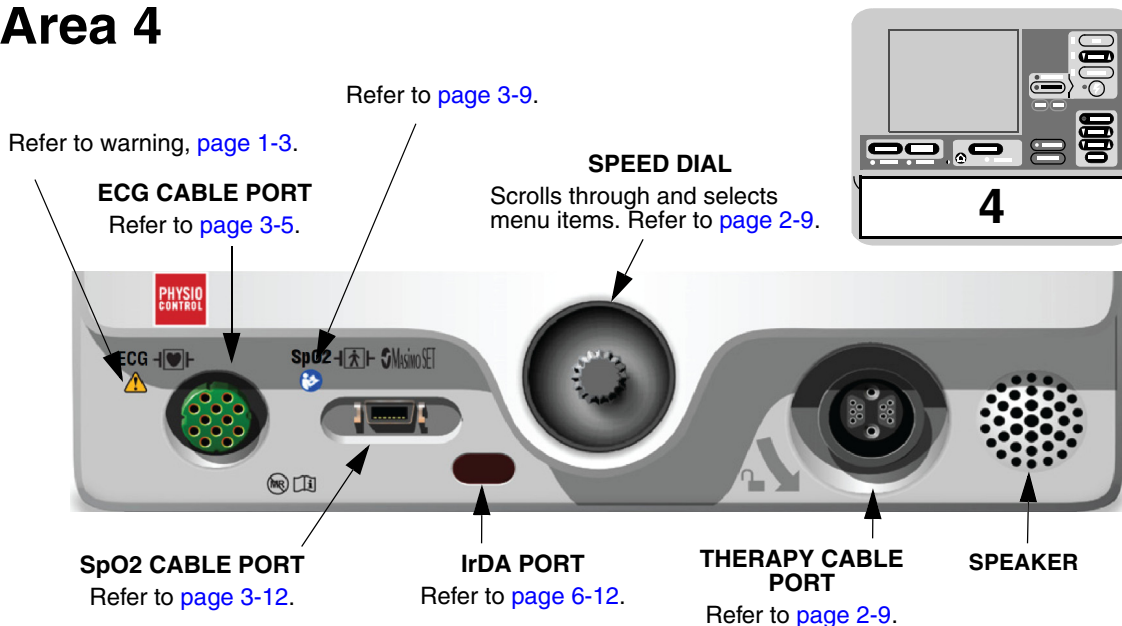 Area 4
Refer to page 3-9.
Refer to warning, page 1-3.
SPEED DIAL
ECG CABLE PORT
Scrolls through and selects
menu items. Refer to page 2-9.
Refer to page 3-5.
4
PHYSIO
CONTROL
ECG
SpO2
Masimo SET
MR
SpO2 CABLE PORT
Refer to page 3-12.
IrDA PORT
Refer to page 6-12.
THERAPY CABLE
PORT
Refer to page 2-9.
SPEAKER